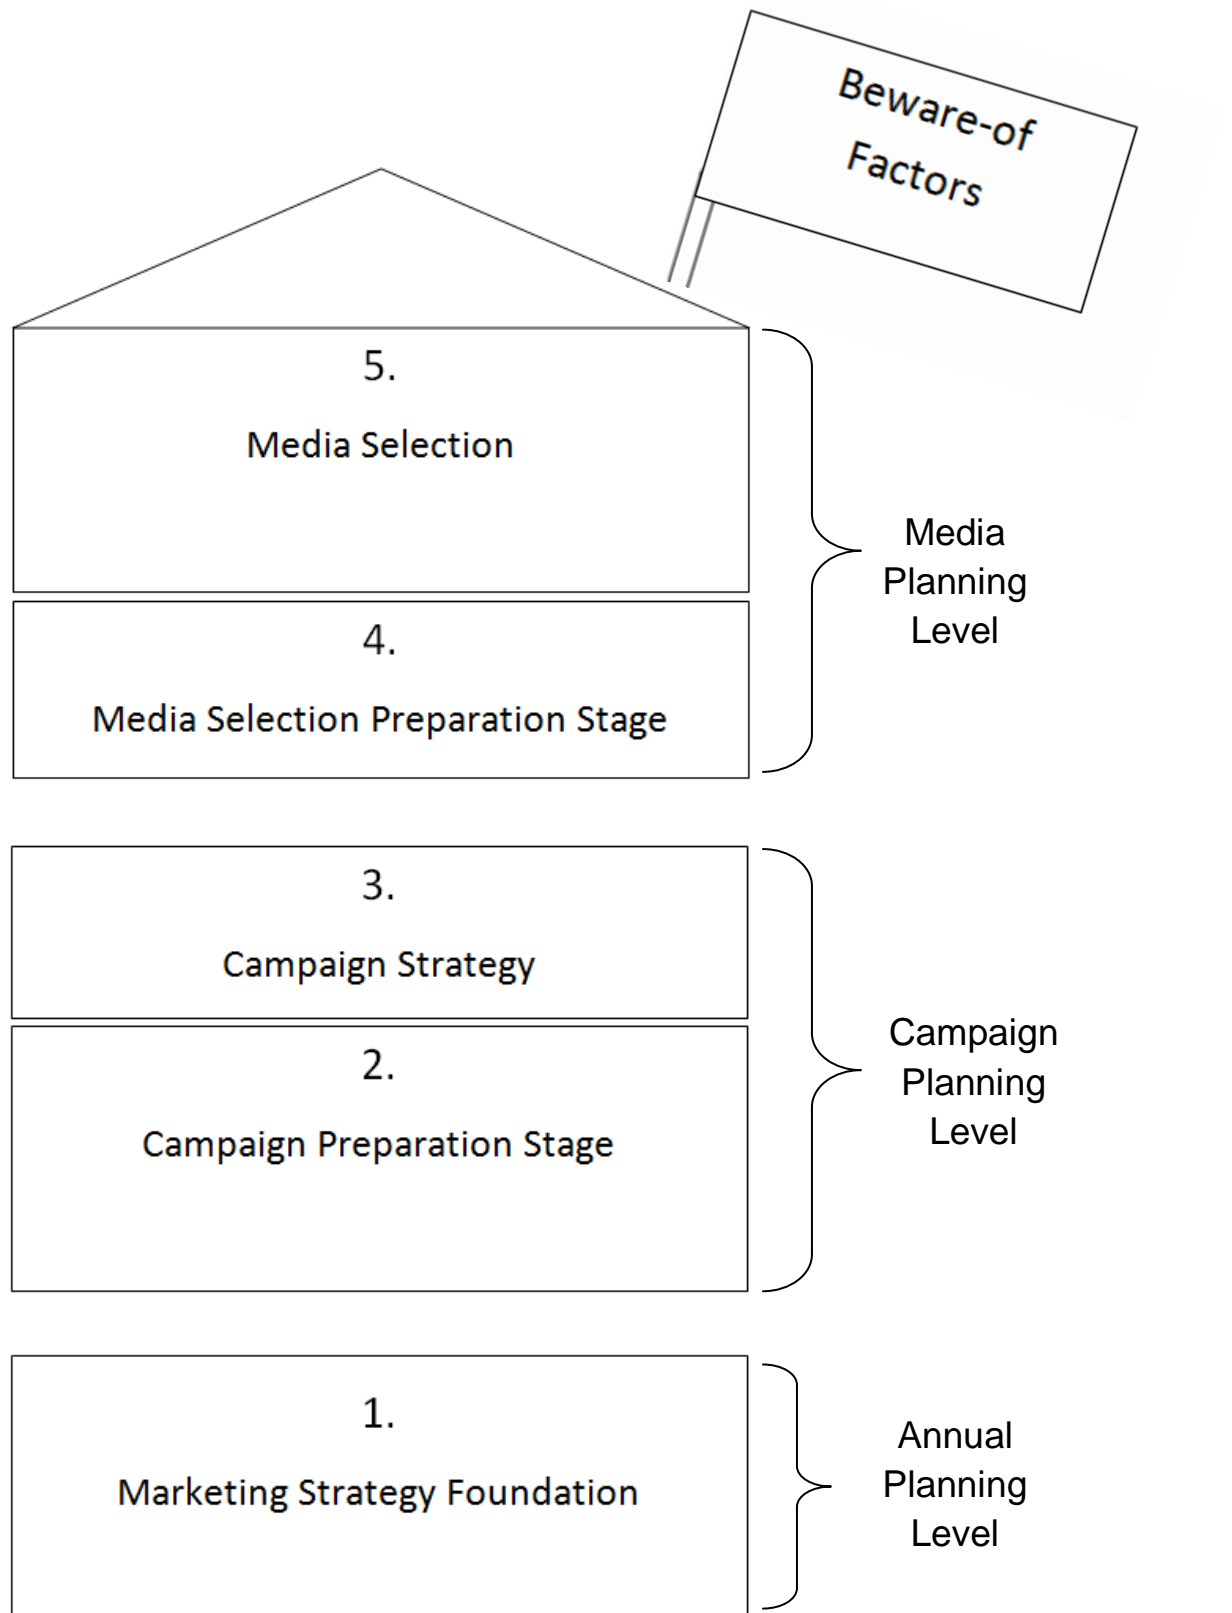 Beware-of
Factors
5.
Media Selection
Media
Planning
Level
4.
Media Selection Preparation Stage
3.
Campaign Strategy
2.
Campaign Preparation Stage
Campaign
Planning
Level
1.
Marketing Strategy Foundation
Annual
Planning
Level